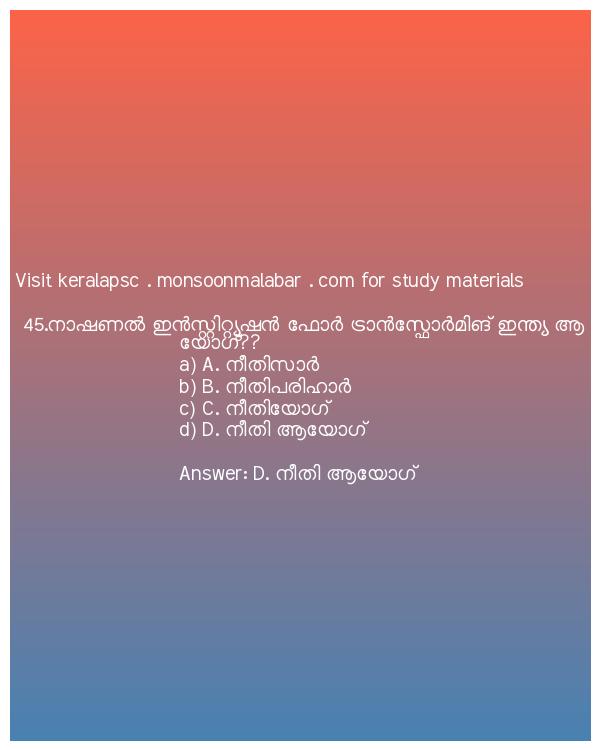 Visit keralapsc . monsoonmalabar . com for study materials
45.നാഷണൽ ഇൻസ്റ്റിറ്റ്യൂഷൻ ഫോർ ട്രാൻസ്ഫോർമിങ് ഇന്ത്യ ആ
യോഗ്??
a) A. നീതിസാർ
b) B. നീതിപരിഹാർ
c) C. നീതിയോഗ്
d) D. നീതി ആയോഗ്
Answer: D. നീതി ആയോഗ്